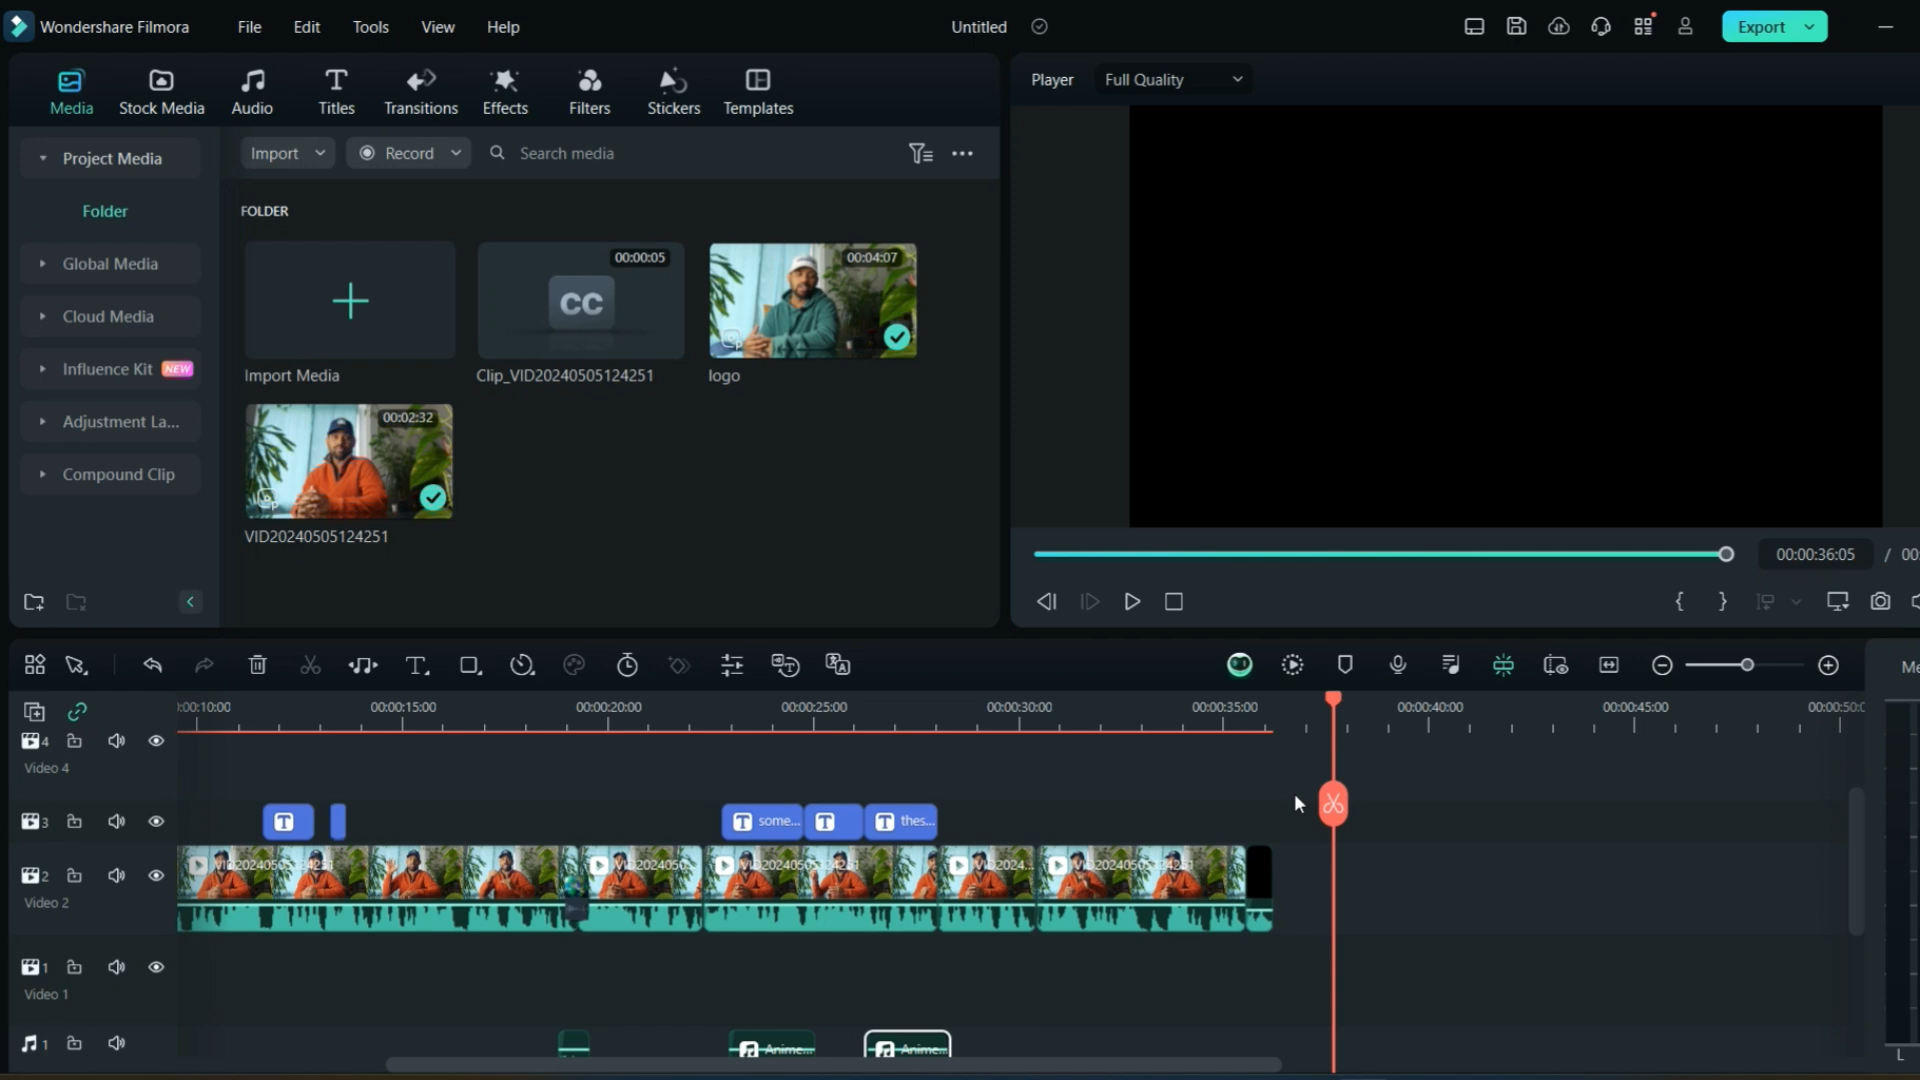 Wondershare Filmora File Edit Tools View Help Untitled Export
Media Stock Media Audio Titles Transitions Effects Filters Stickers Templates
Player Full Quality
Project Media
Folder
Global Media
Cloud Media
Influence Kit NEW
Adjustment La...
Compound Clip
Import Record Search media
FOLDER
00:00:05
CC
00:04:07
Import Media Clip_VID20240505124251 logo
00:02:32
VID20240505124251
00:00:36:05 / 00:
{ }
Me
:00:10:00 00:00:15:00 00:00:20:00 00:00:25:00 00:00:30:00 00:00:35:00 00:00:40:00 00:00:45:00 00:00:50:0
4
Video 4
3
T T some... T T thes...
2 VID20240505124251 VID2024050... VID20240505124251 VID2024... VID20240505124251
Video 2
1
Video 1
1
Anime... Anime...
L